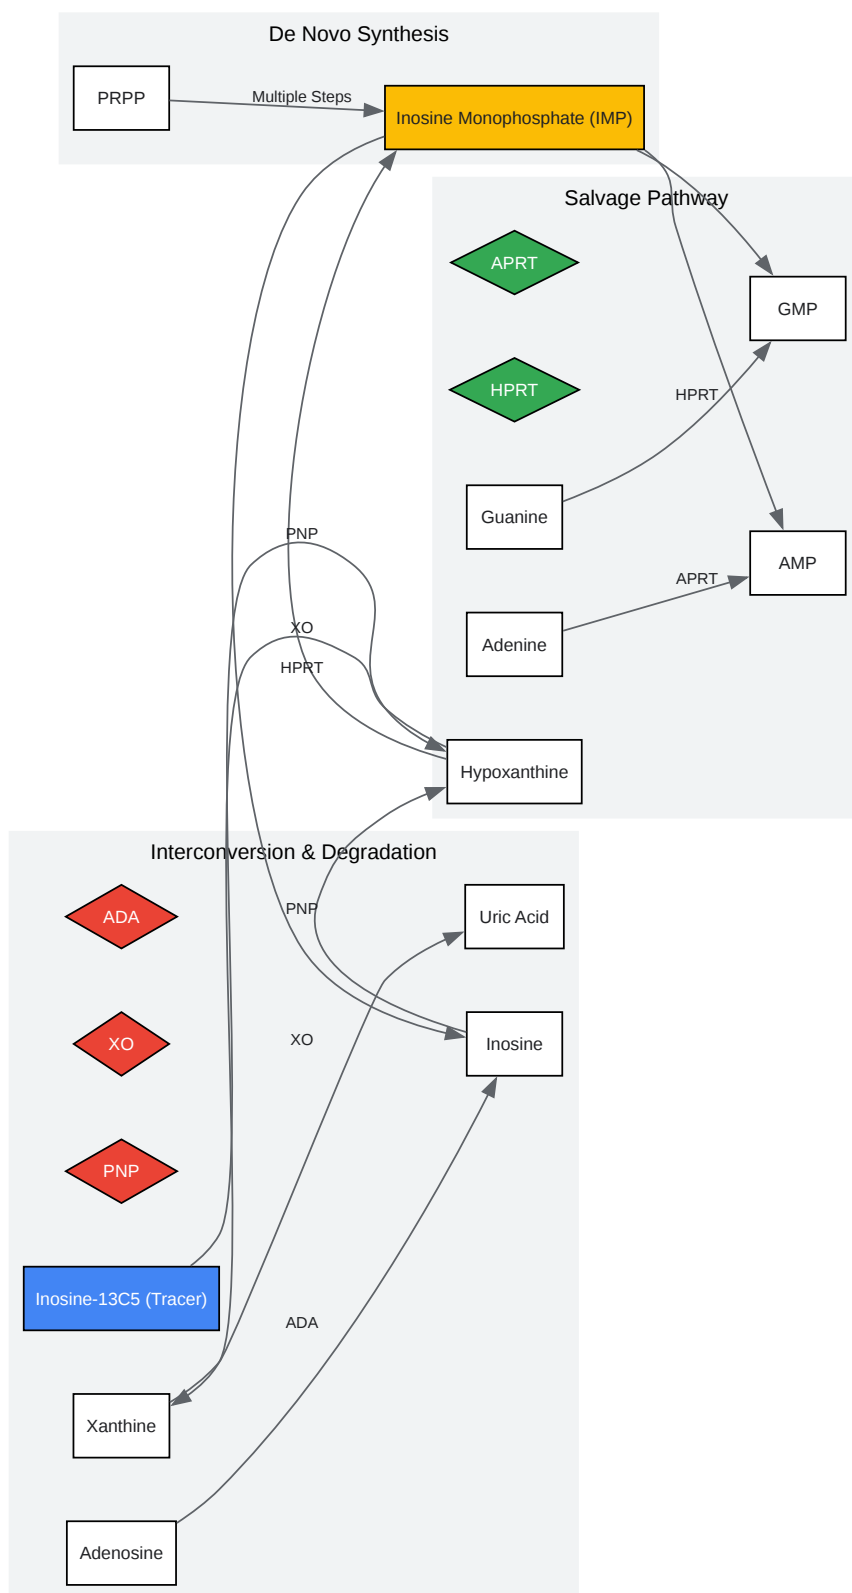 De Novo Synthesis
PRPP
Multiple Steps
Inosine Monophosphate (IMP)
Salvage Pathway
APRT
GMP
HPRT
HPRT
Guanine
PNP
AMP
APRT
XO
Adenine
HPRT
Hypoxanthine
Interconversion & Degradation
ADA
PNP
Uric Acid
XO
XO
Inosine
PNP
Inosine-13C5 (Tracer)
ADA
Xanthine
Adenosine